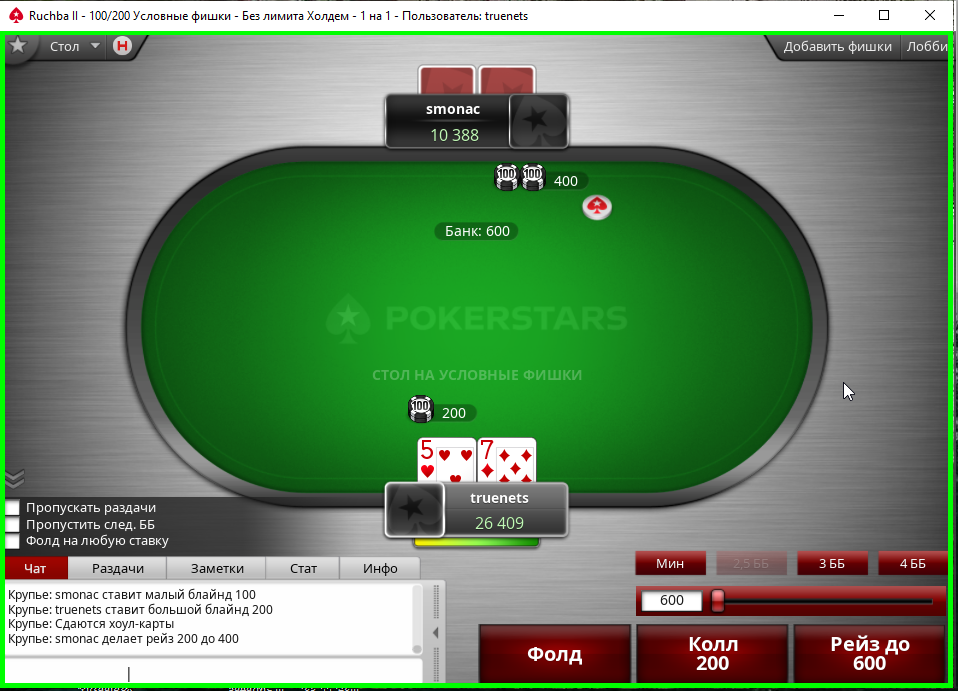 Ruchba II - 100/200 Условные фишки - Без лимита Холдем - 1 на 1 - Пользователь: truenets
Стол H Добавить фишки Лобби
smonac
10 388
100 100 400
Банк: 600
POKERSTARS
СТОЛ НА УСЛОВНЫЕ ФИШКИ
100 200
5 7
truenets
26 409
Пропускать раздачи
Пропустить след. ББ
Фолд на любую ставку
Чат Раздачи Заметки Стат Инфо
Мин 2,5 ББ 3 ББ 4 ББ
Крупье: smonac ставит малый блайнд 100
Крупье: truenets ставит большой блайнд 200
Крупье: Сдаются хоул-карты
Крупье: smonac делает рейз 200 до 400
600
Фолд
Колл
200
Рейз до
600